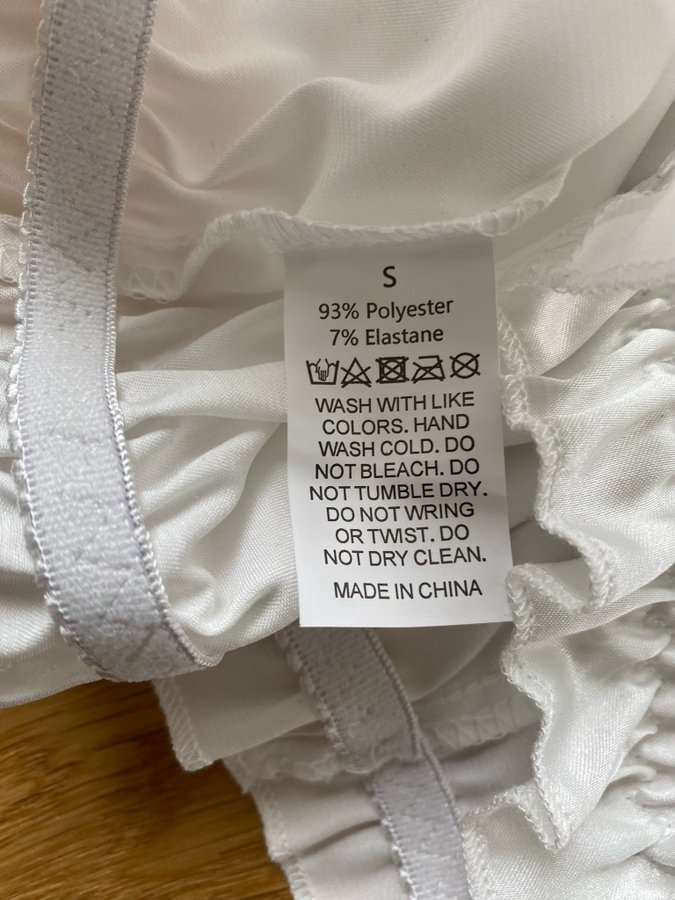 S
93% Polyester
7% Elastane
WASH WITH LIKE
COLORS. HAND
WASH COLD. DO
NOT BLEACH. DO
NOT TUMBLE DRY.
DO NOT WRING
OR TWIST. DO
NOT DRY CLEAN.
MADE IN CHINA